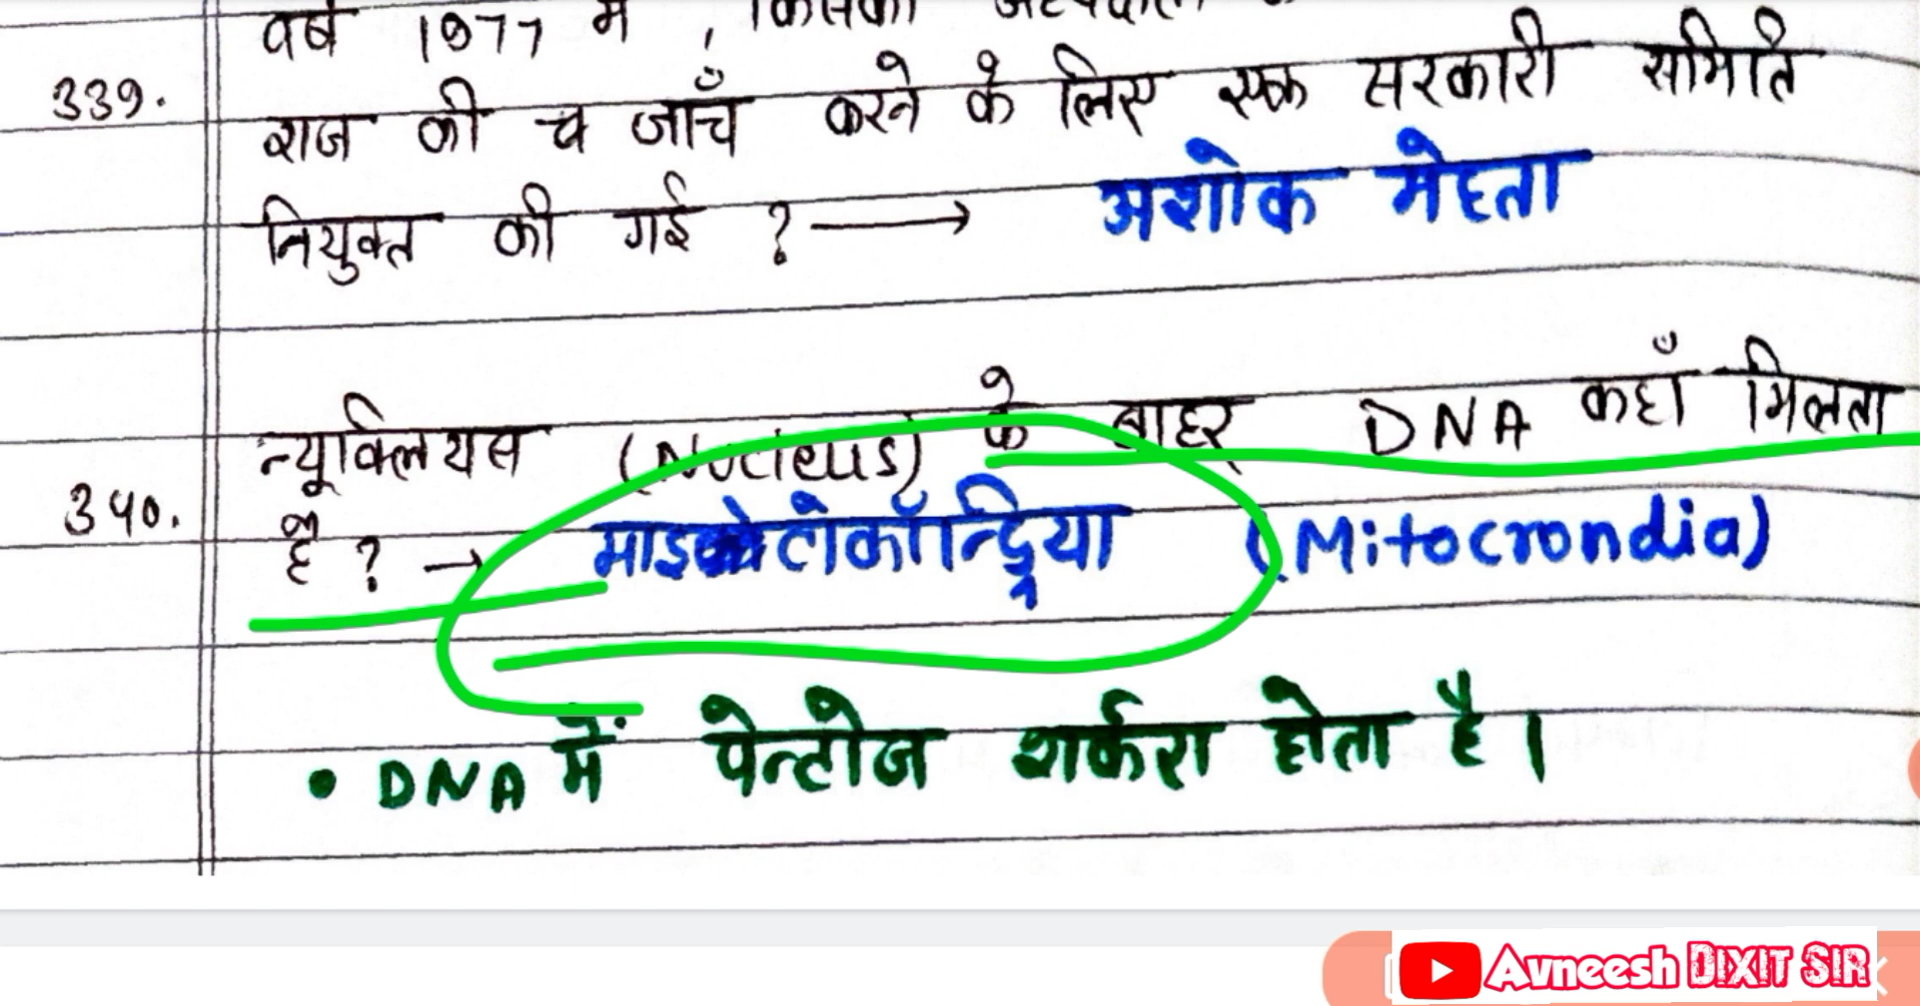 वर्ष 1977 में, किसकी
339.
राज की च जाँच करने के लिए एक सरकारी समिति
नियुक्त की गई ? → अशोक मेहता
न्यूक्लियस (Nucleus) के बाहर DNA कहाँ मिलता
340.
है ? → माइटोकॉन्ड्रिया (Mitocrondia)
• DNA में पेन्टोज शर्करा होता है।
Avneesh DIXIT SIR